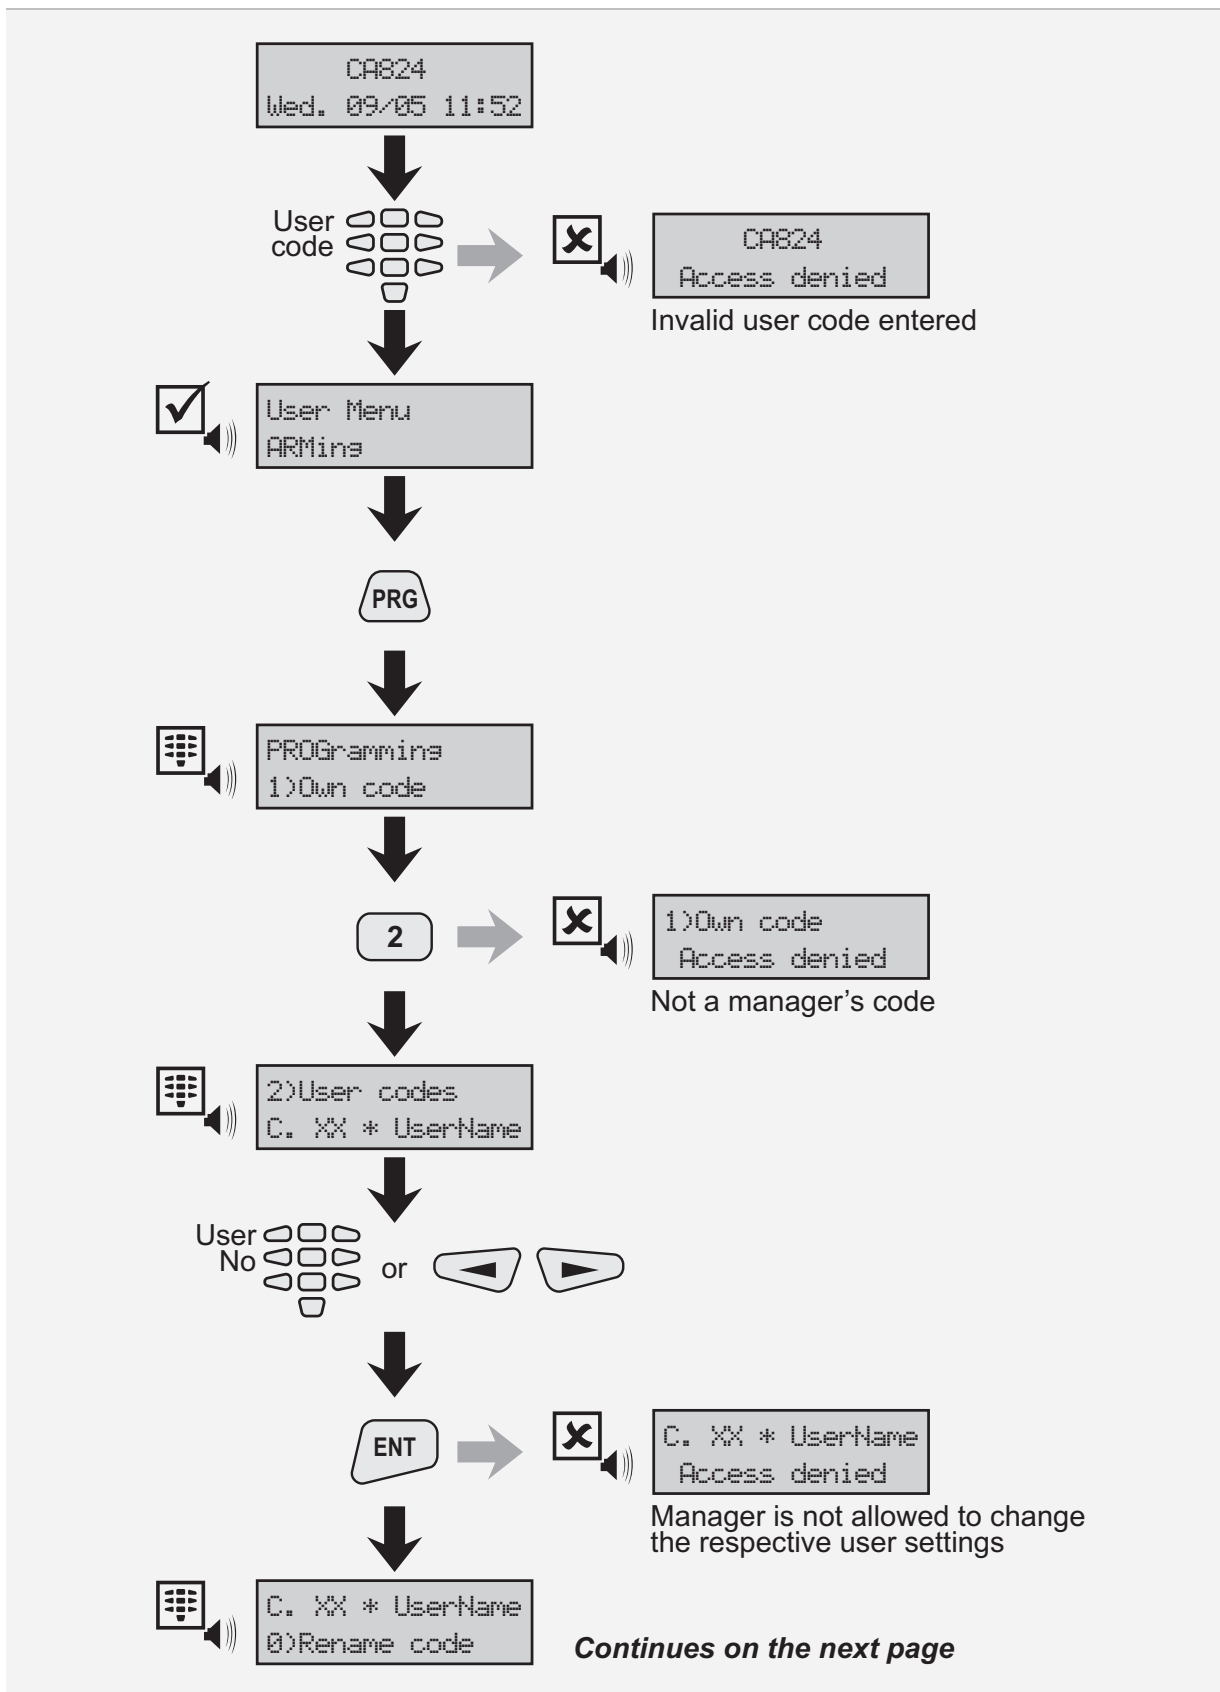 CA824
Wed. 09/05 11:52
User
code
CA824
Access denied
Invalid user code entered
User Menu
ARMing
PRG
PROGramming
1)Own code
2
1)Own code
Access denied
Not a manager's code
2)User codes
C. XX * UserName
User
No
or
ENT
C. XX * UserName
Access denied
Manager is not allowed to change
the respective user settings
C. XX * UserName
0)Rename code
Continues on the next page